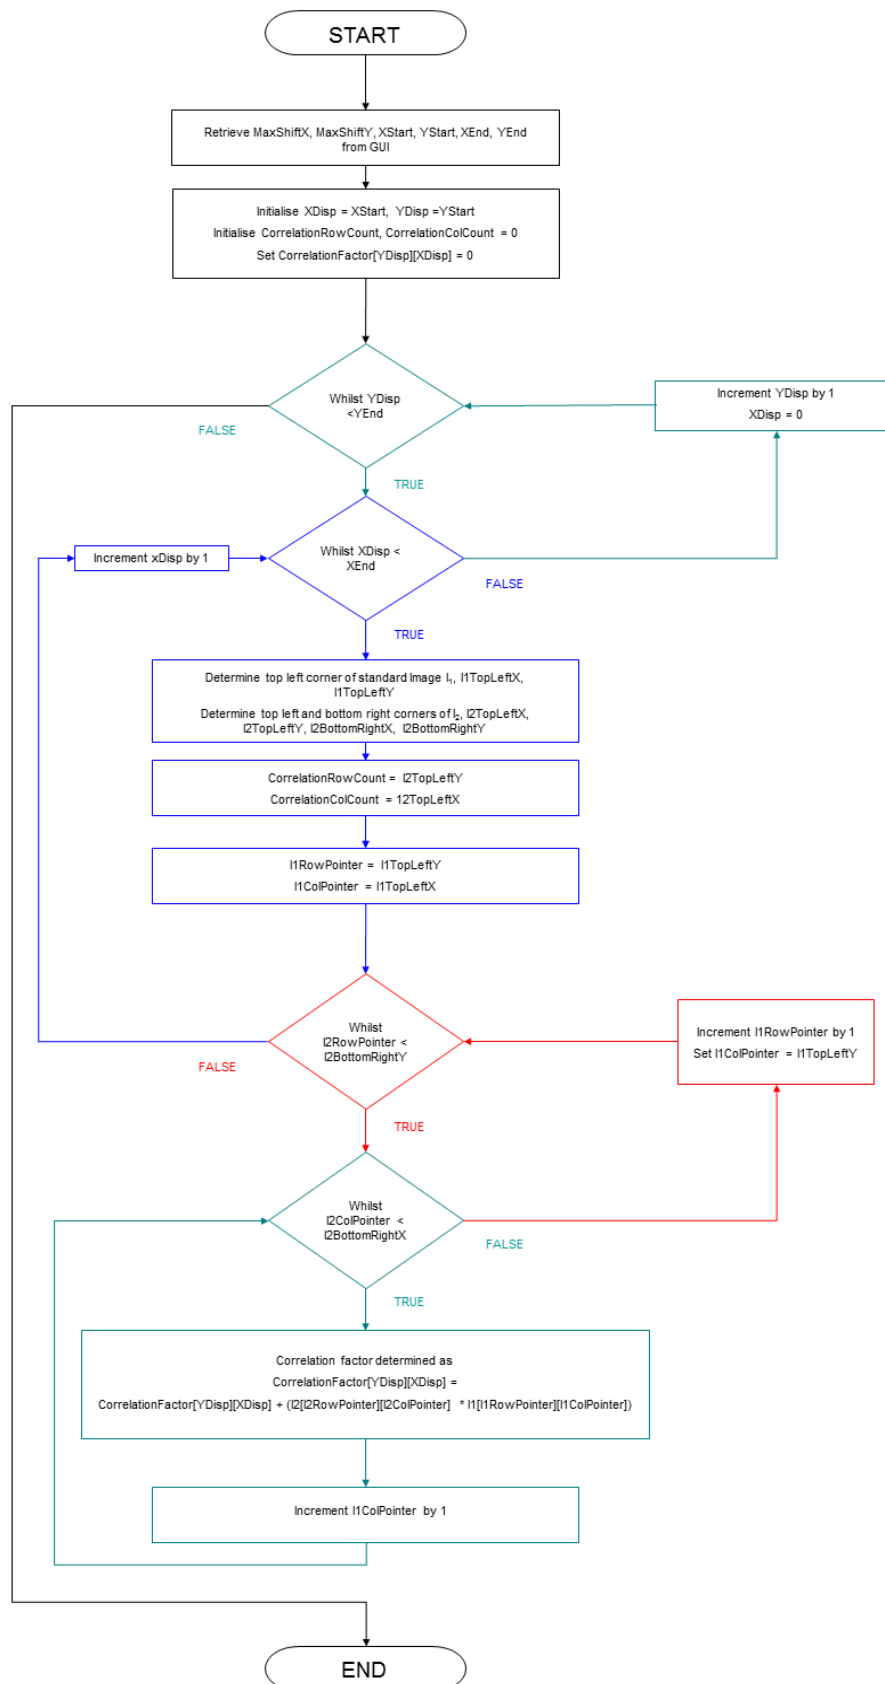 START
Retrieve MaxShiftX, MaxShiftY, XStart, YStart, XEnd, YEnd
from GUI
Initialise XDisp = XStart, YDisp =YStart
Initialise CorrelationRowCount, CorrelationColCount = 0
Set CorrelationFactor[YDisp][XDisp] = 0
Whilst YDisp
<YEnd
FALSE
Increment YDisp by 1
XDisp = 0
TRUE
Increment xDisp by 1
Whilst XDisp <
XEnd
FALSE
TRUE
Determine top left corner of standard Image I₁, I1TopLeftX,
I1TopLeftY
Determine top left and bottom right corners of I₂, I2TopLeftX,
I2TopLeftY, I2BottomRightX, I2BottomRightY
CorrelationRowCount = I2TopLeftY
CorrelationColCount = 12TopLeftX
I1RowPointer = I1TopLeftY
I1ColPointer = I1TopLeftX
Whilst
I2RowPointer <
I2BottomRightY
FALSE
Increment I1RowPointer by 1
Set I1ColPointer = I1TopLeftY
TRUE
Whilst
I2ColPointer <
I2BottomRightX
FALSE
TRUE
Correlation factor determined as
CorrelationFactor[YDisp][XDisp] =
CorrelationFactor[YDisp][XDisp] + (I2[I2RowPointer][I2ColPointer] * I1[I1RowPointer][I1ColPointer])
Increment I1ColPointer by 1
END